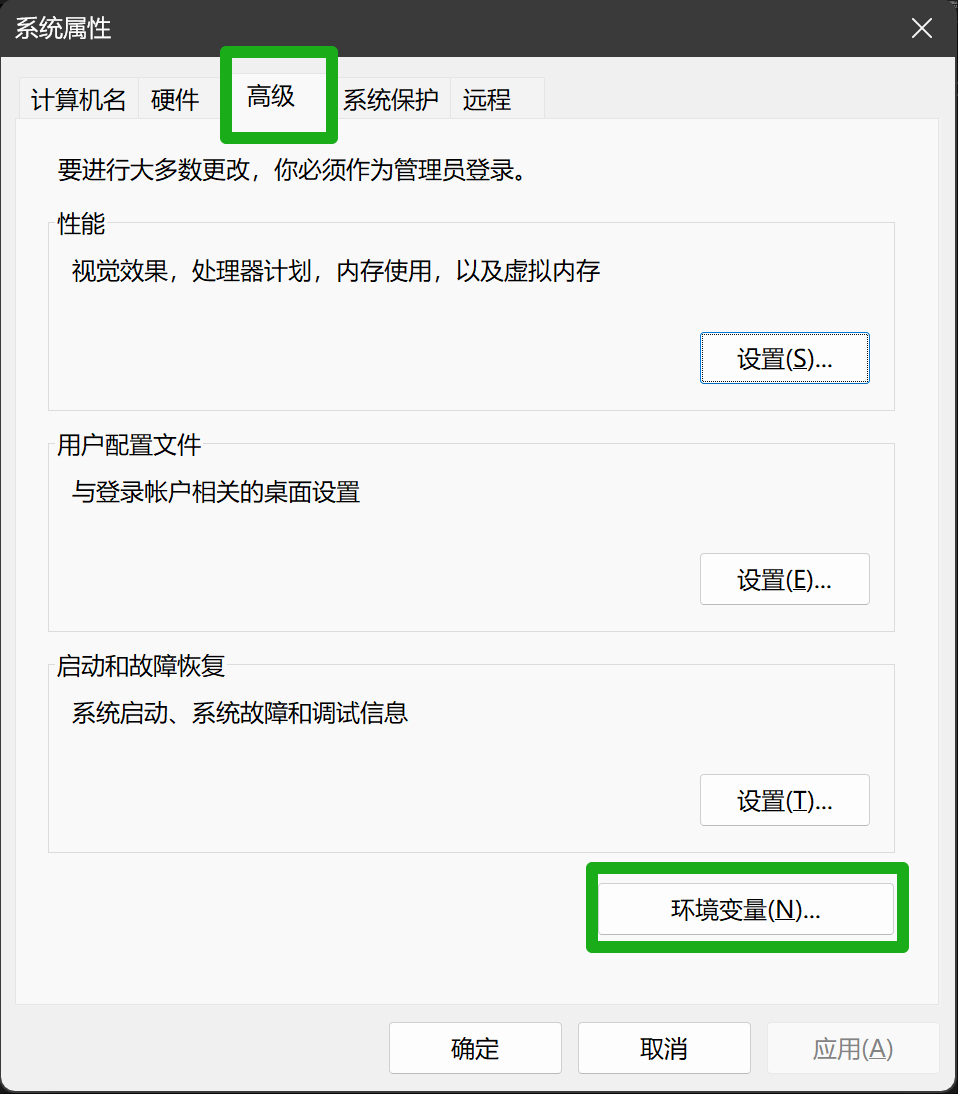 系统属性
计算机名 硬件 高级 系统保护 远程
要进行大多数更改，你必须作为管理员登录。
性能
视觉效果，处理器计划，内存使用，以及虚拟内存
设置(S)...
用户配置文件
与登录帐户相关的桌面设置
设置(E)...
启动和故障恢复
系统启动、系统故障和调试信息
设置(T)...
环境变量(N)...
确定 取消 应用(A)